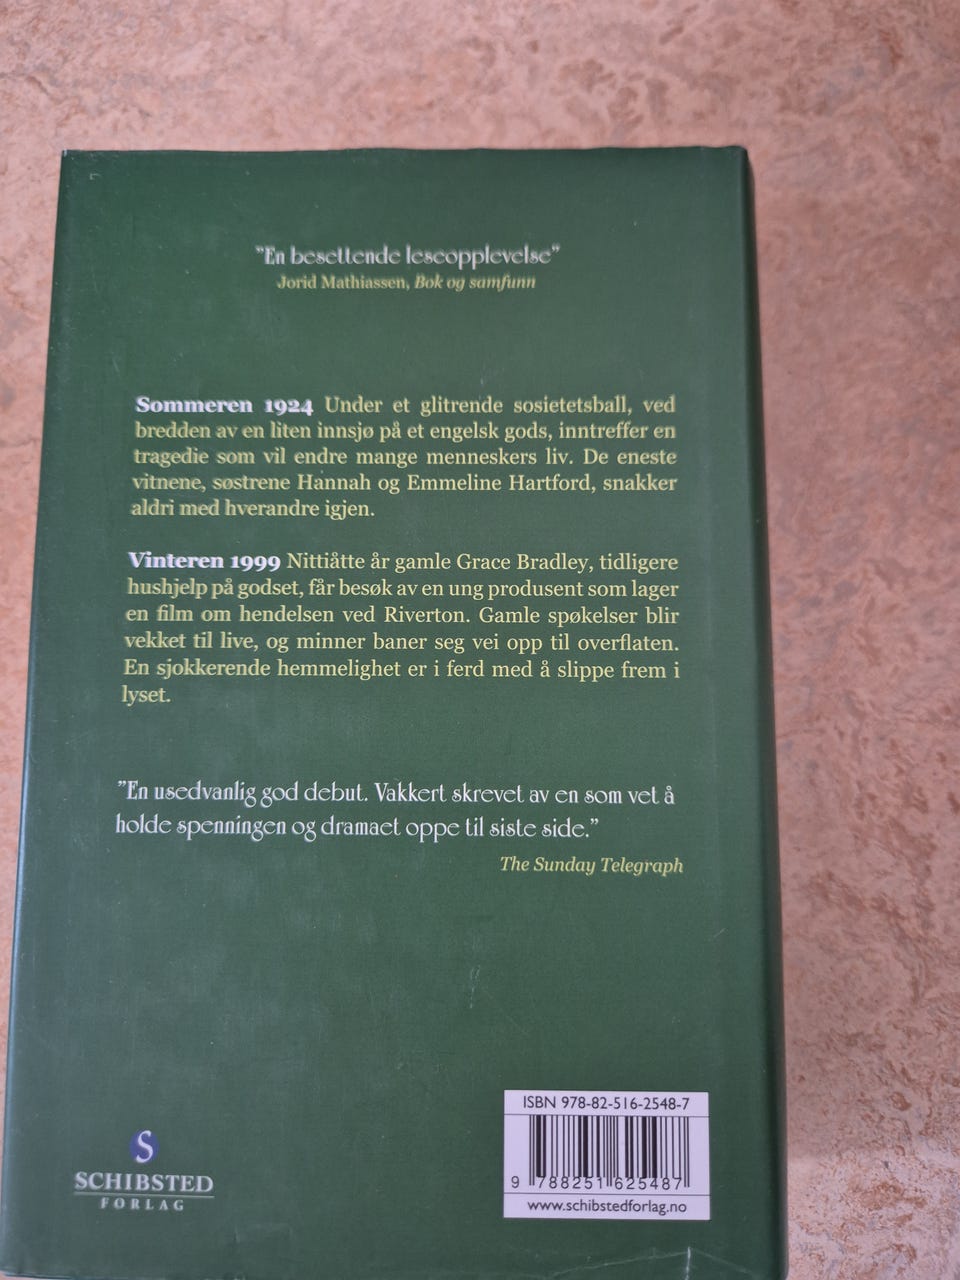 "En besettende leseopplevelse"
Jorid Mathiassen, Bok og samfunn
Sommeren 1924 Under et glitrende sosietetsball, ved
bredden av en liten innsjø på et engelsk gods, inntreffer en
tragedie som vil endre mange menneskers liv. De eneste
vitnene, søstrene Hannah og Emmeline Hartford, snakker
aldri med hverandre igjen.
Vinteren 1999 Nittiåtte år gamle Grace Bradley, tidligere
hushjelp på godset, får besøk av en ung produsent som lager
en film om hendelsen ved Riverton. Gamle spøkelser blir
vekket til live, og minner baner seg vei opp til overflaten.
En sjokkerende hemmelighet er i ferd med å slippe frem i
lyset.
"En usedvanlig god debut. Vakkert skrevet av en som vet å
holde spenningen og dramaet oppe til siste side."
The Sunday Telegraph
S
SCHIBSTED
FORLAG
ISBN 978-82-516-2548-7
9 788251 625487
www.schibstedforlag.no